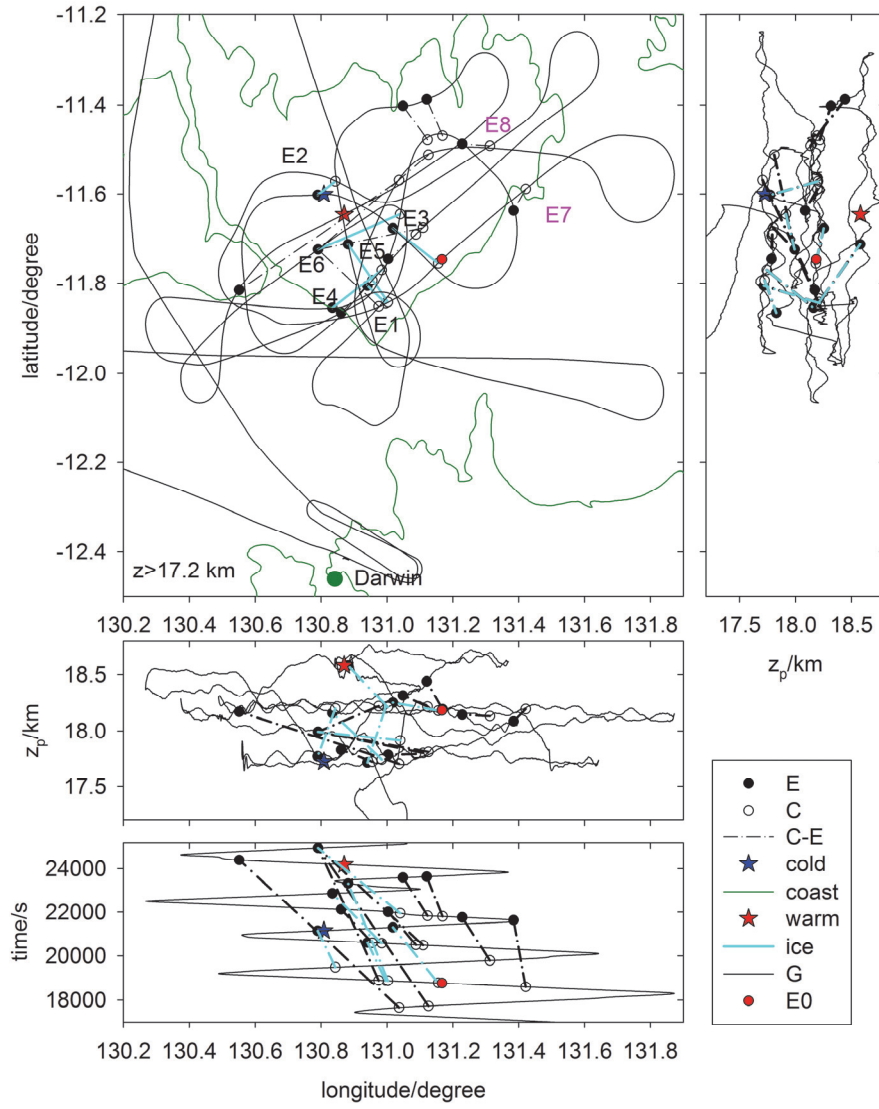 -11.2
-11.4
-11.6
-11.8
-12.0
-12.2
-12.4
latitude/degree
E8
E2
E7
E3
E5
E6
E4
E1
z>17.2 km
Darwin
130.2 130.4 130.6 130.8 131.0 131.2 131.4 131.6 131.8
17.5 18.0 18.5
zp/km
18.5
18.0
17.5
zp/km
24000
22000
20000
18000
time/s
130.2 130.4 130.6 130.8 131.0 131.2 131.4 131.6 131.8
longitude/degree
E
C
C-E
cold
coast
warm
ice
G
E0